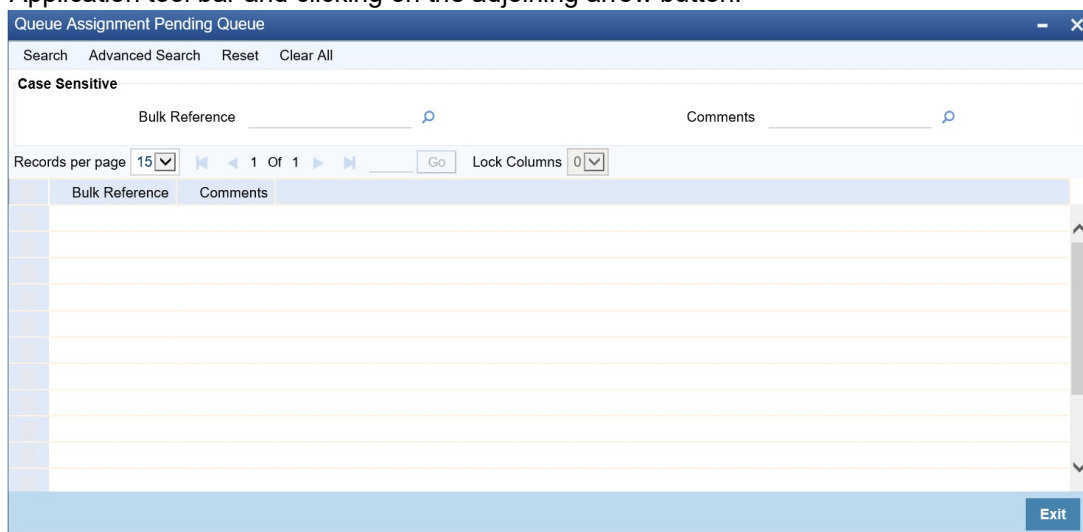 Application tool bar and clicking on the adjoining arrow button.
Queue Assignment Pending Queue
Search Advanced Search Reset Clear All
Case Sensitive
Bulk Reference Comments
Records per page 15 1 Of 1 Go Lock Columns 0
Bulk Reference Comments
Exit